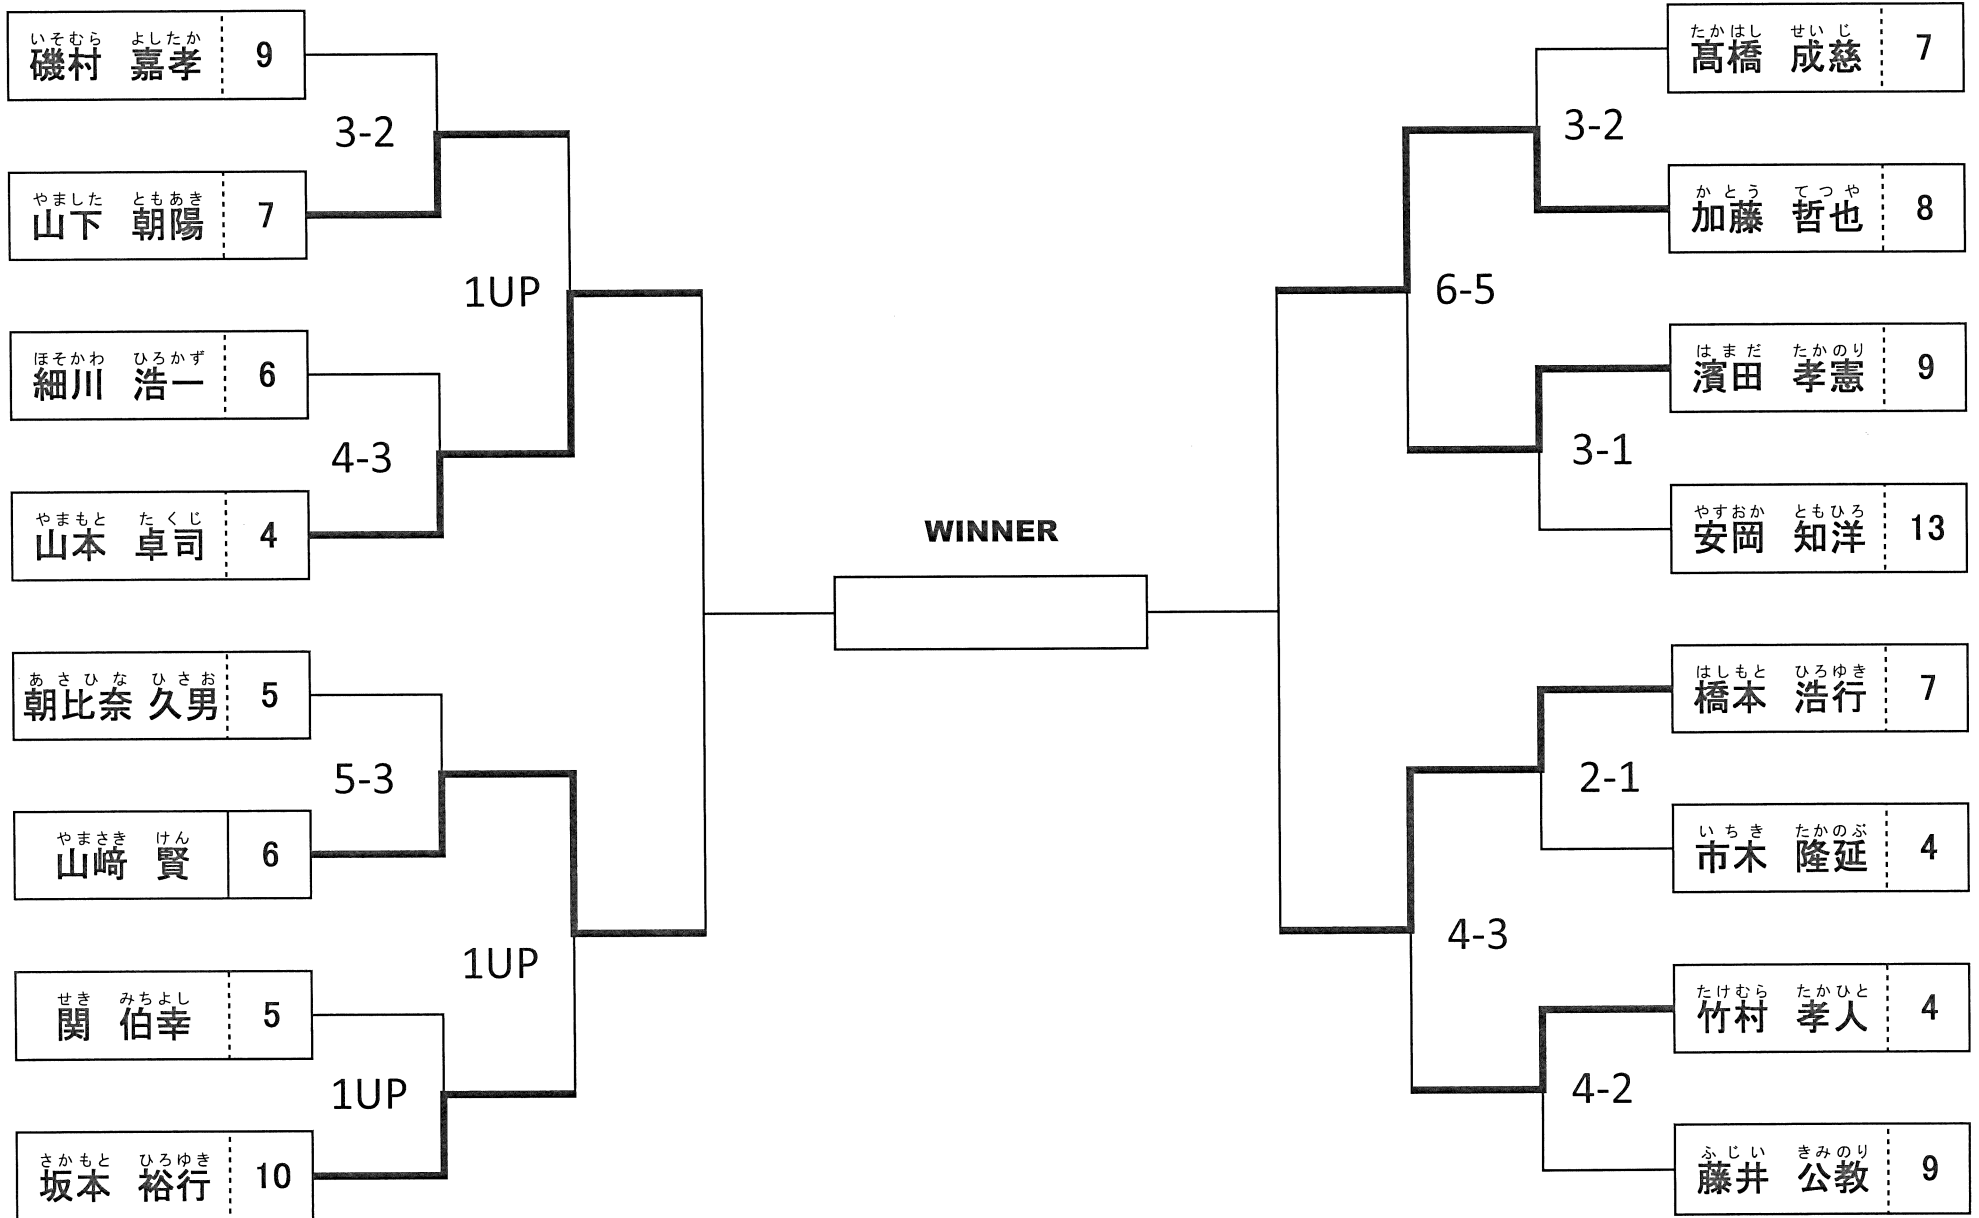 いそむら よしたか
磯村 嘉孝 9
3-2
やました ともあき
山下 朝陽 7
1UP
ほそかわ ひろかず
細川 浩一 6
4-3
やまもと たくじ
山本 卓司 4
あさひな ひさお
朝比奈 久男 5
5-3
やまさき けん
山﨑 賢 6
1UP
せき みちよし
関 伯幸 5
1UP
さかもと ひろゆき
坂本 裕行 10
WINNER
たかはし せいじ
髙橋 成慈 7
3-2
かとう てつや
加藤 哲也 8
6-5
はまだ たかのり
濱田 孝憲 9
3-1
やすおか ともひろ
安岡 知洋 13
はしもと ひろゆき
橋本 浩行 7
2-1
いちき たかのぶ
市木 隆延 4
4-3
たけむら たかひと
竹村 孝人 4
4-2
ふじい きみのり
藤井 公教 9